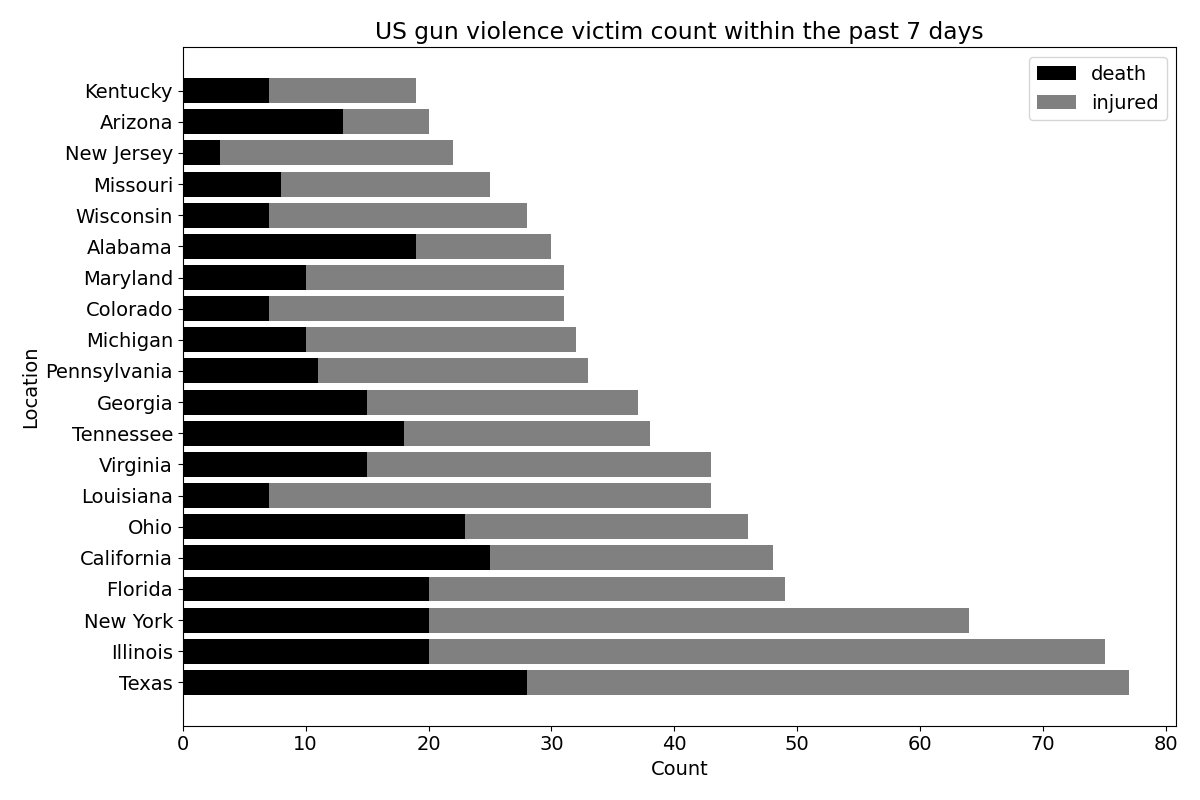 US gun violence victim count within the past 7 days
death
injured
Kentucky
Arizona
New Jersey
Missouri
Wisconsin
Alabama
Maryland
Colorado
Michigan
Pennsylvania
Georgia
Tennessee
Virginia
Louisiana
Ohio
California
Florida
New York
Illinois
Texas
Location
0 10 20 30 40 50 60 70 80
Count